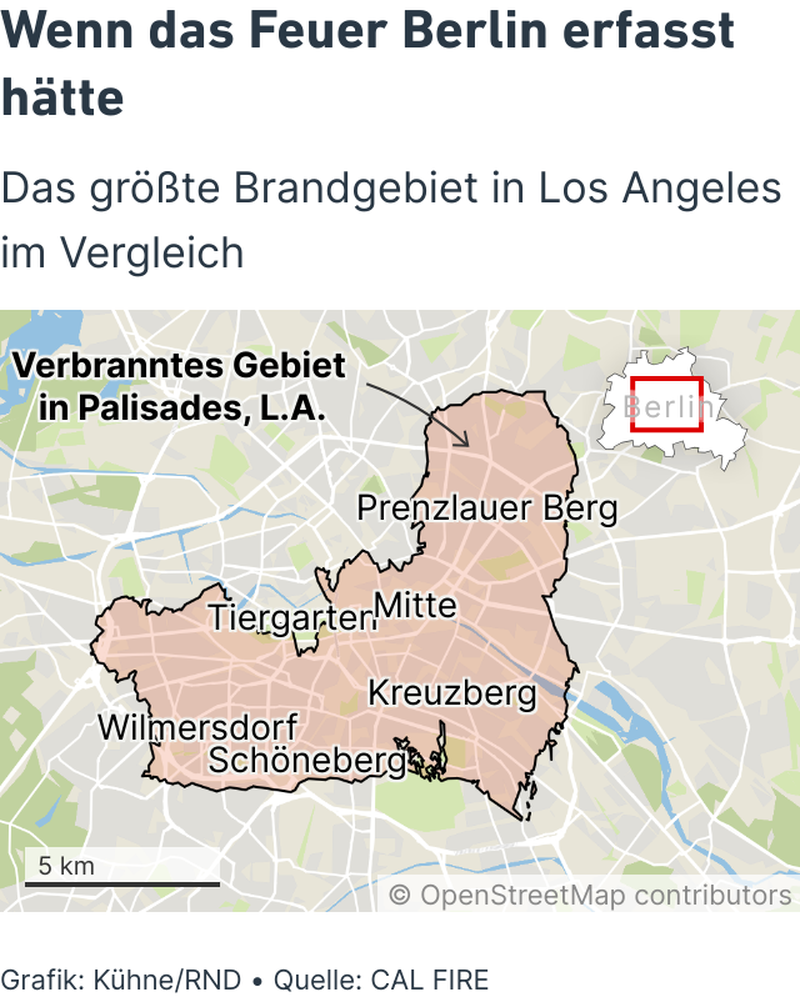 Wenn das Feuer Berlin erfasst
hätte
Das größte Brandgebiet in Los Angeles
im Vergleich
Verbranntes Gebiet
in Palisades, L.A.
Berlin
Prenzlauer Berg
Tiergarten
Mitte
Kreuzberg
Wilmersdorf
Schöneberg
5 km
© OpenStreetMap contributors
Grafik: Kühne/RND • Quelle: CAL FIRE